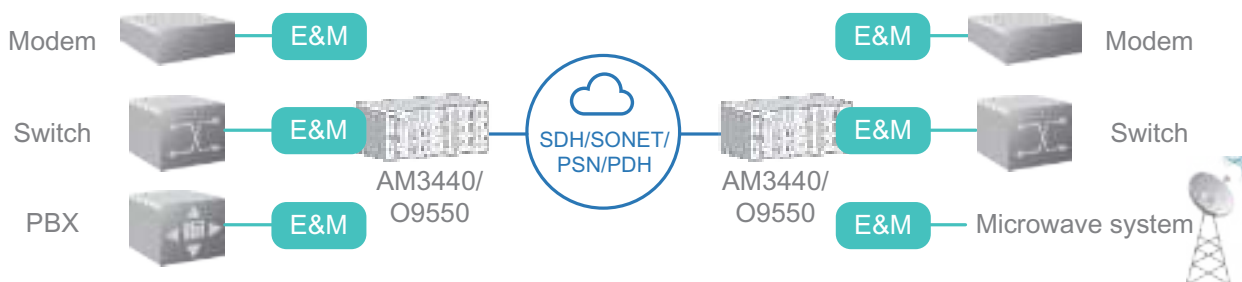 Modem
E&M
E&M
Modem
Switch
E&M
SDH/SONET/
PSN/PDH
E&M
Switch
AM3440/
O9550
AM3440/
O9550
PBX
E&M
E&M
Microwave system